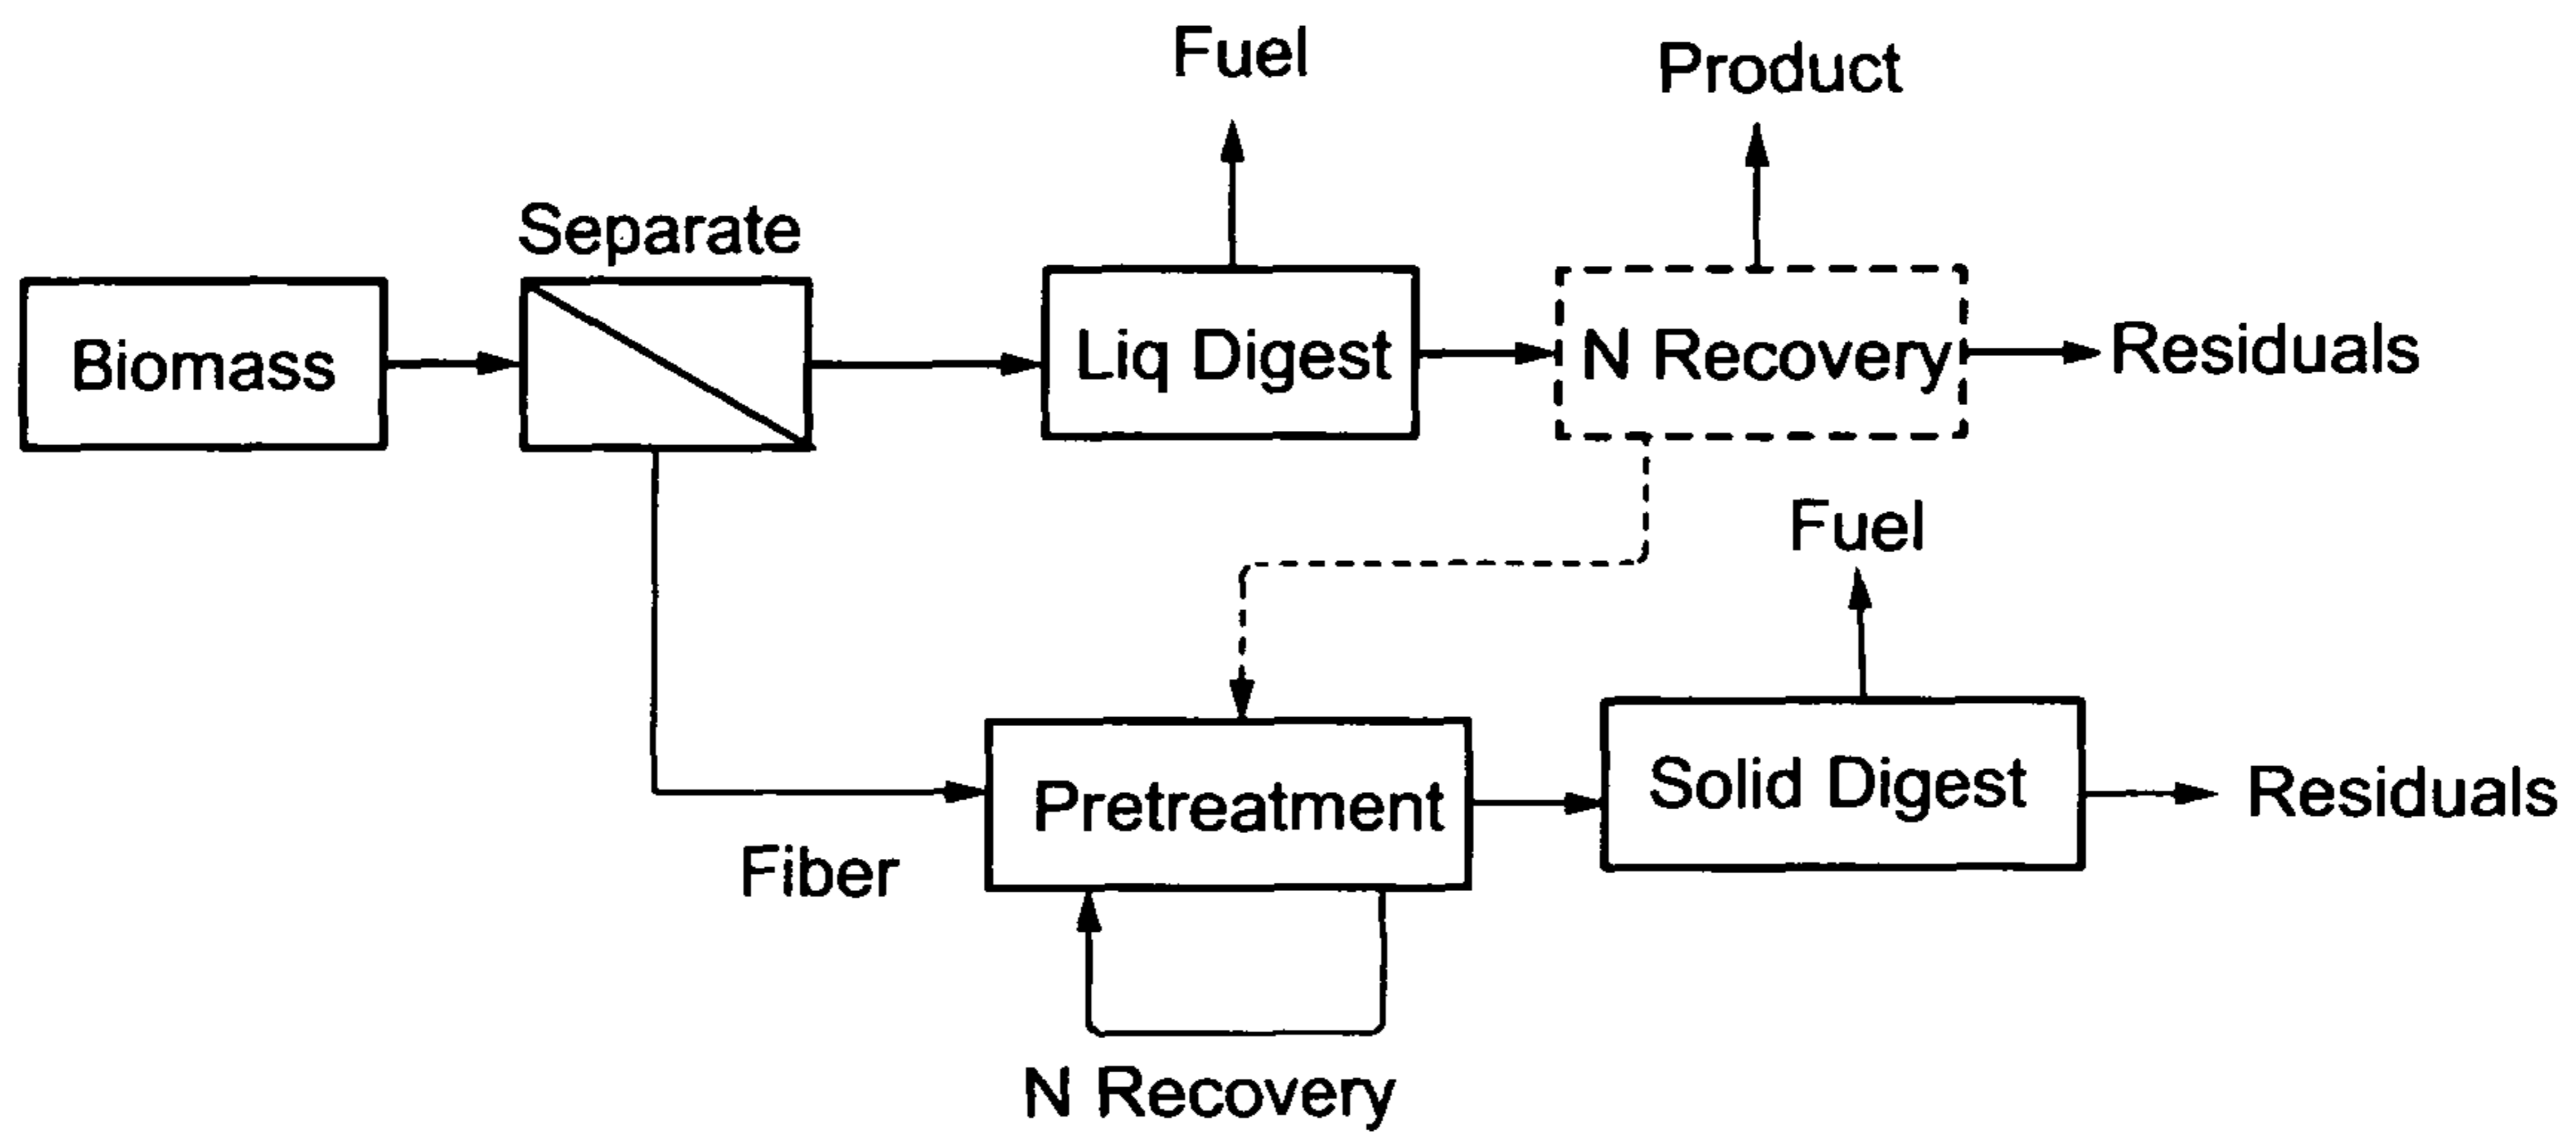 Fuel
Product
Separate
Biomass
Liq Digest
N Recovery
Residuals
Fuel
Fiber
Pretreatment
Solid Digest
Residuals
N Recovery